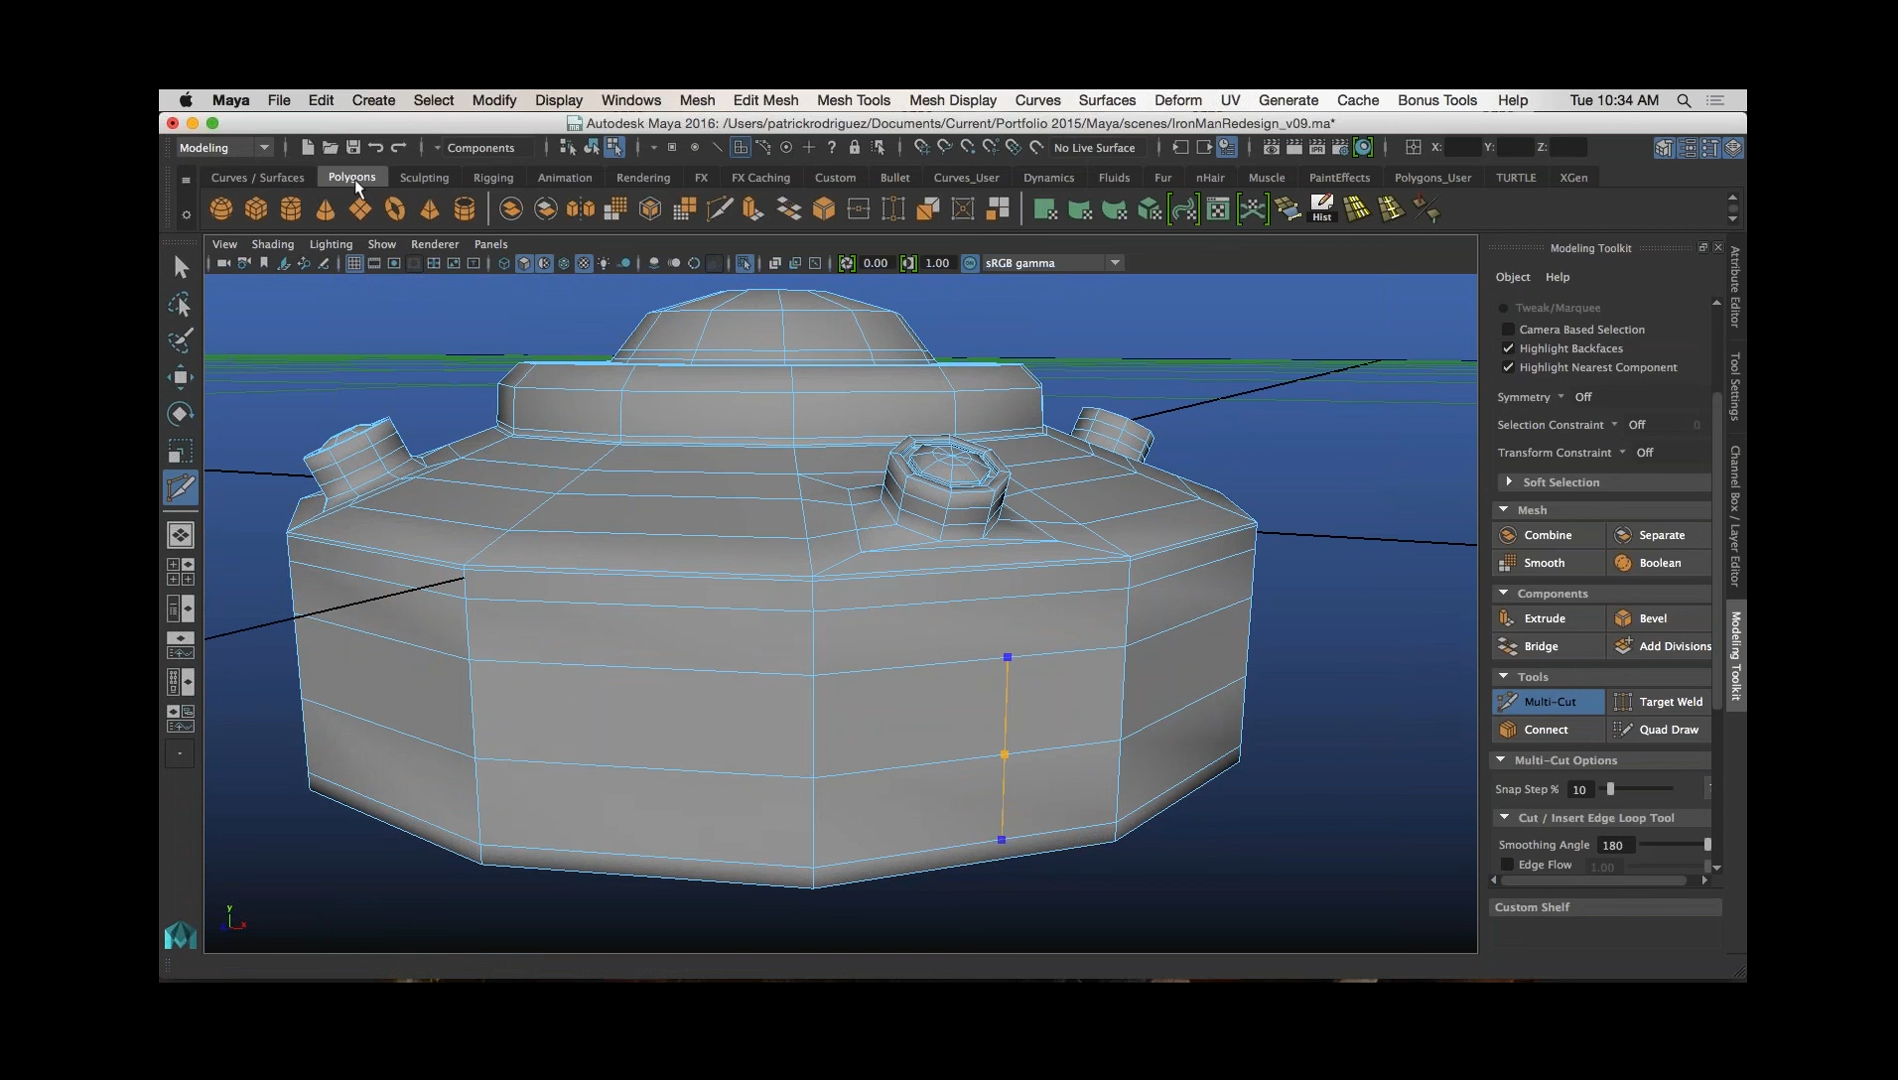 Maya File Edit Create Select Modify Display Windows Mesh Edit Mesh Mesh Tools Mesh Display Curves Surfaces Deform UV Generate Cache Bonus Tools Help Tue 10:34 AM
Autodesk Maya 2016: /Users/patrickrodriguez/Documents/Current/Portfolio 2015/Maya/scenes/IronManRedesign_v09.ma*
Modeling Components ? No Live Surface IPR X: Y: Z:
Curves / Surfaces Polygons Sculpting Rigging Animation Rendering FX FX Caching Custom Bullet Curves_User Dynamics Fluids Fur nHair Muscle PaintEffects Polygons_User TURTLE XGen
Hist
View Shading Lighting Show Renderer Panels
0.00 1.00 ON sRGB gamma
Modeling Toolkit
Object Help
Tweak/Marquee
Camera Based Selection
Highlight Backfaces
Highlight Nearest Component
Symmetry Off
Selection Constraint Off 0
Transform Constraint Off
Soft Selection
Mesh
Combine Separate
Smooth Boolean
Components
Extrude Bevel
Bridge Add Divisions
Tools
Multi-Cut Target Weld
Connect Quad Draw
Multi-Cut Options
Snap Step % 10
Cut / Insert Edge Loop Tool
Smoothing Angle 180
Edge Flow 1.00
Custom Shelf
Attribute Editor
Tool Settings
Channel Box / Layer Editor
Modeling Toolkit
y
x